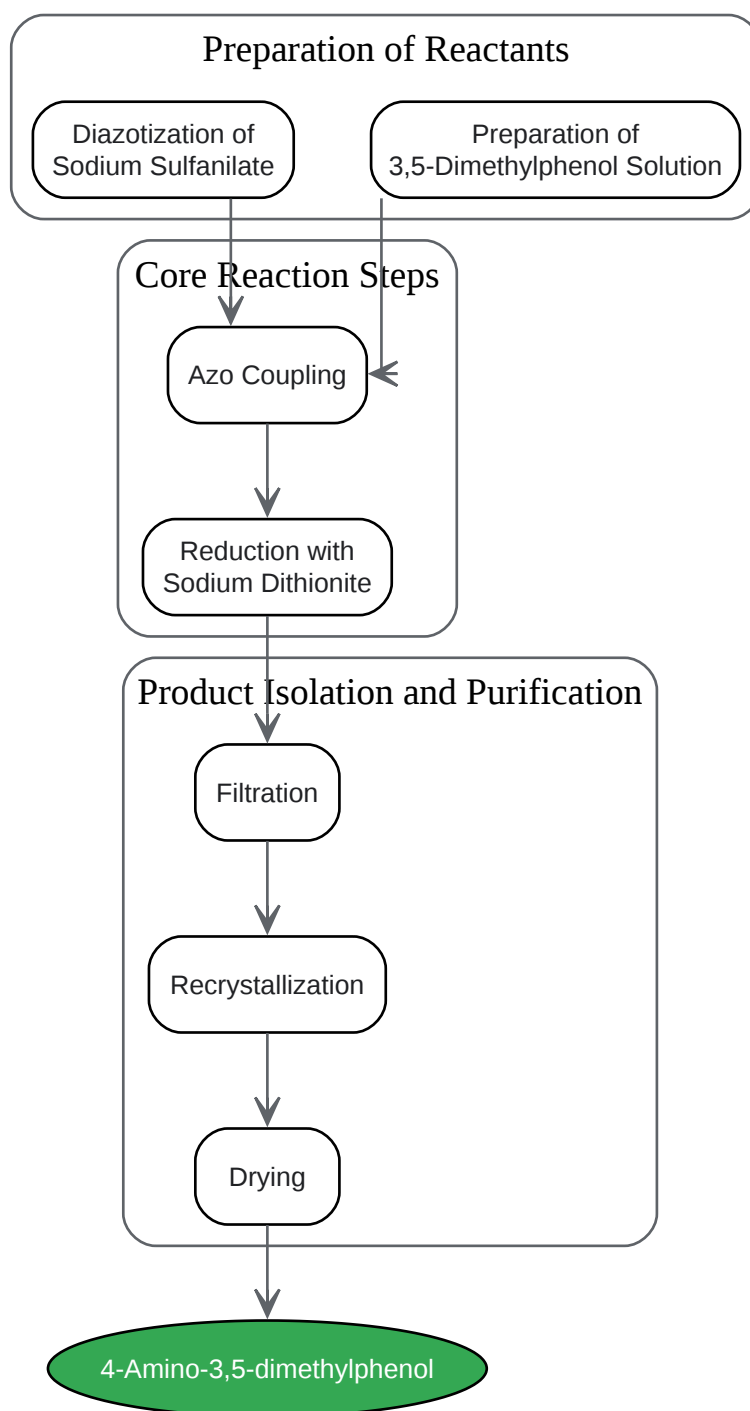 Preparation of Reactants
Diazotization of
Sodium Sulfanilate
Preparation of
3,5-Dimethylphenol Solution
Core Reaction Steps
Azo Coupling
Reduction with
Sodium Dithionite
Product Isolation and Purification
Filtration
Recrystallization
Drying
4-Amino-3,5-dimethylphenol